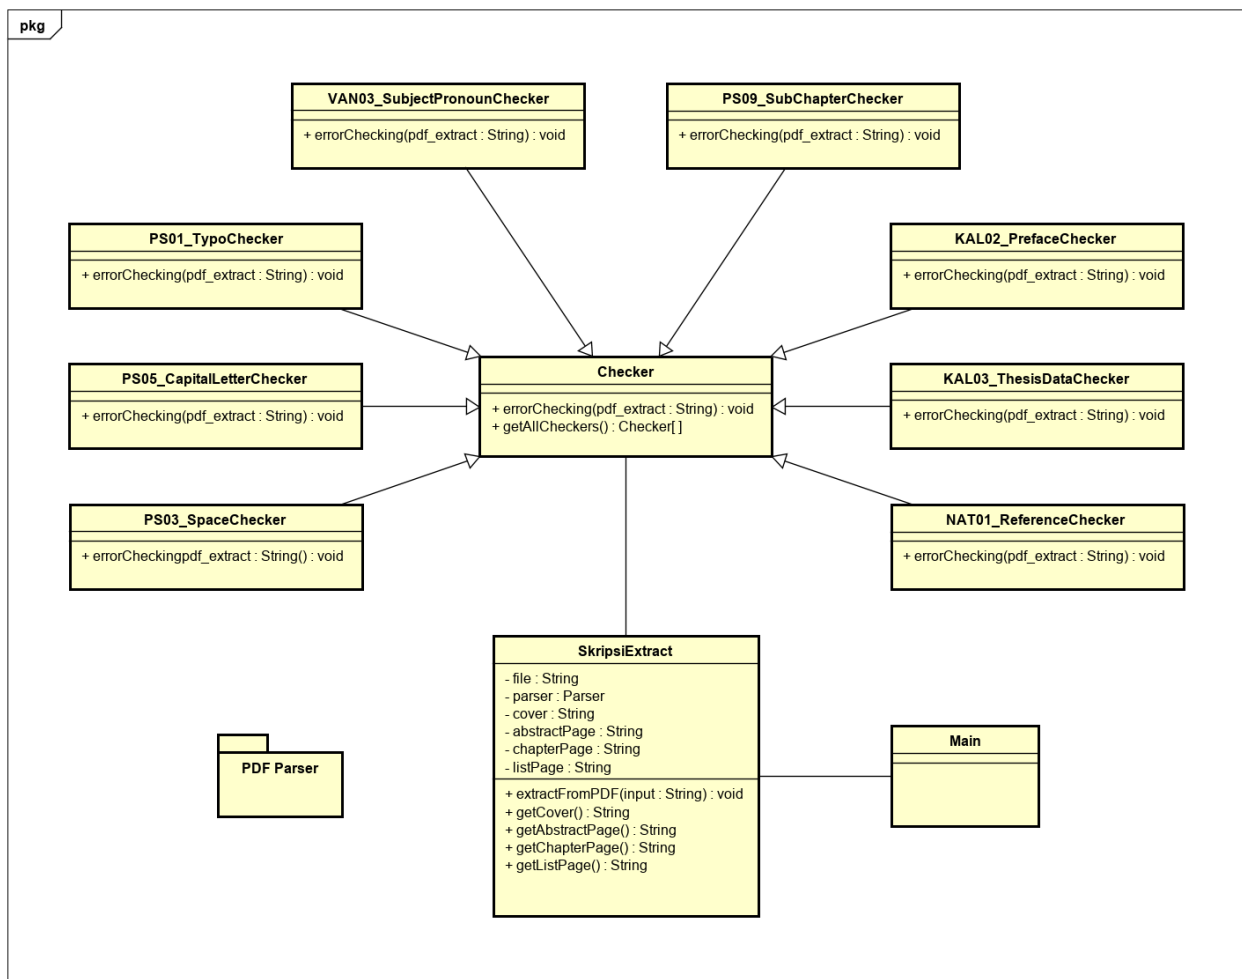 pkg
VAN03_SubjectPronounChecker
+ errorChecking(pdf_extract : String) : void
PS09_SubChapterChecker
+ errorChecking(pdf_extract : String) : void
PS01_TypoChecker
+ errorChecking(pdf_extract : String) : void
KAL02_PrefaceChecker
+ errorChecking(pdf_extract : String) : void
PS05_CapitalLetterChecker
+ errorChecking(pdf_extract : String) : void
Checker
+ errorChecking(pdf_extract : String) : void
+ getAllCheckers() : Checker[ ]
KAL03_ThesisDataChecker
+ errorChecking(pdf_extract : String) : void
PS03_SpaceChecker
+ errorCheckingpdf_extract : String() : void
NAT01_ReferenceChecker
+ errorChecking(pdf_extract : String) : void
SkripsiExtract
- file : String
- parser : Parser
- cover : String
- abstractPage : String
- chapterPage : String
- listPage : String
+ extractFromPDF(input : String) : void
+ getCover() : String
+ getAbstractPage() : String
+ getChapterPage() : String
+ getListPage() : String
PDF Parser
Main